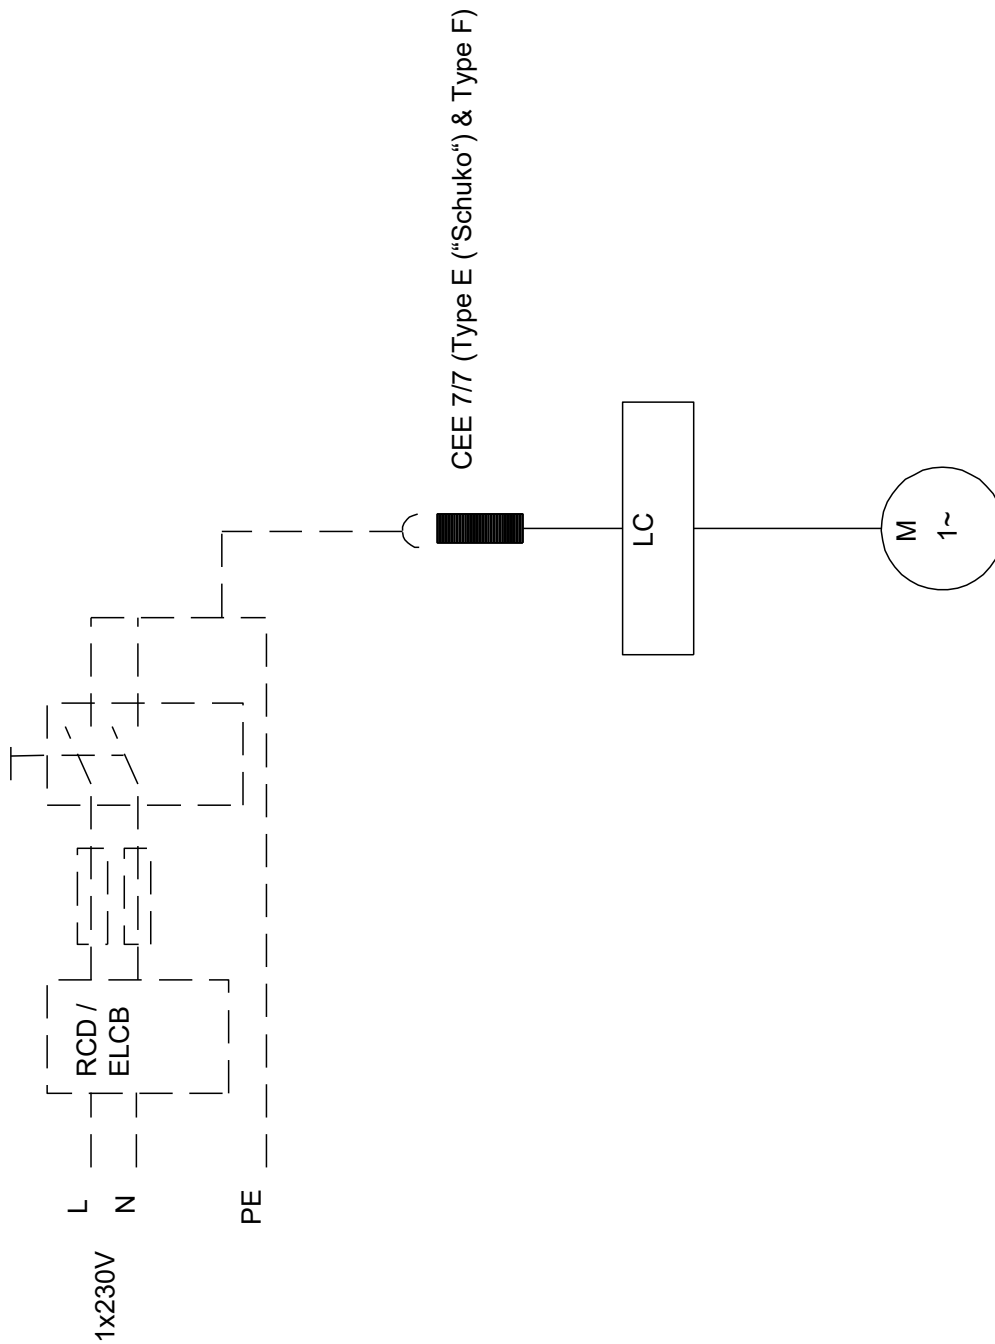 1x230V
L
N
PE
RCD /
ELCB
CEE 7/7 (Type E (“Schuko“) & Type F)
LC
M
1~